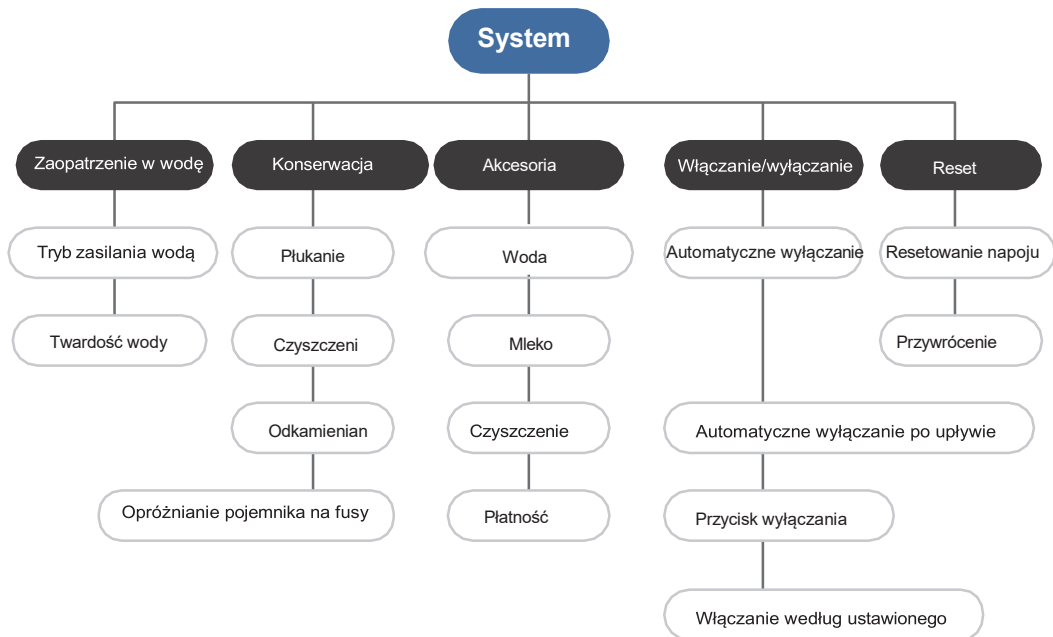 System
Zaopatrzenie w wodę
Konserwacja
Akcesoria
Włączanie/wyłączanie
Reset
Tryb zasilania wodą
Płukanie
Woda
Automatyczne wyłączanie
Resetowanie napoju
Twardość wody
Czyszczeni
Mleko
Przywrócenie
Odkamienian
Czyszczenie
Automatyczne wyłączanie po upływie
Opróżnianie pojemnika na fusy
Płatność
Przycisk wyłączania
Włączanie według ustawionego